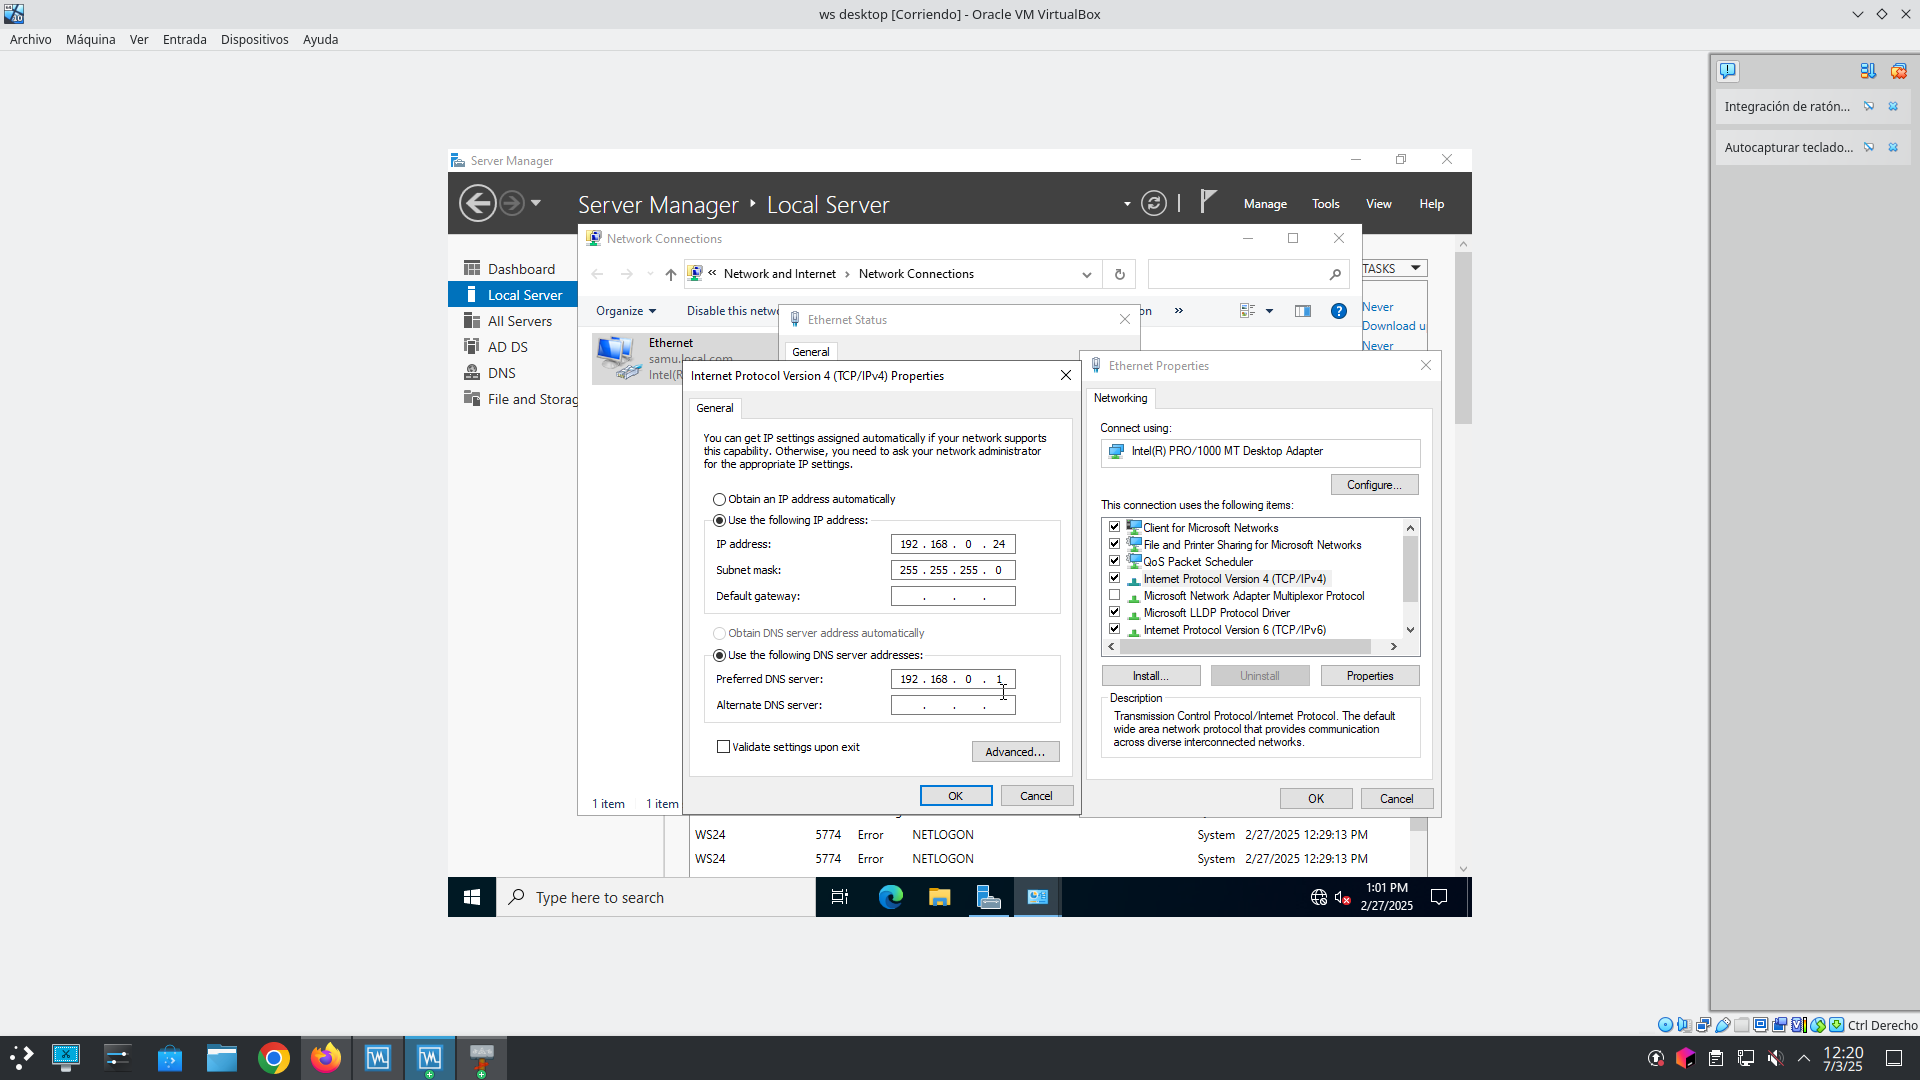 ws desktop [Corriendo] - Oracle VM VirtualBox
Archivo Máquina Ver Entrada Dispositivos Ayuda
Integración de ratón...
Autocapturar teclado...
Server Manager
Server Manager ‣ Local Server
Manage Tools View Help
Dashboard
Local Server
All Servers
AD DS
DNS
File and Storag
Network Connections
« Network and Internet › Network Connections
Organize Disable this netwo on »
Ethernet
samu.local.com
Intel(R
TASKS
Never
Download u
Never
Ethernet Status
General
Internet Protocol Version 4 (TCP/IPv4) Properties
General
You can get IP settings assigned automatically if your network supports
this capability. Otherwise, you need to ask your network administrator
for the appropriate IP settings.
Obtain an IP address automatically
Use the following IP address:
IP address: 192 . 168 . 0 . 24
Subnet mask: 255 . 255 . 255 . 0
Default gateway: . . .
Obtain DNS server address automatically
Use the following DNS server addresses:
Preferred DNS server: 192 . 168 . 0 . 1
Alternate DNS server: . . .
Validate settings upon exit
Advanced...
OK Cancel
Ethernet Properties
Networking
Connect using:
Intel(R) PRO/1000 MT Desktop Adapter
Configure...
This connection uses the following items:
Client for Microsoft Networks
File and Printer Sharing for Microsoft Networks
QoS Packet Scheduler
Internet Protocol Version 4 (TCP/IPv4)
Microsoft Network Adapter Multiplexor Protocol
Microsoft LLDP Protocol Driver
Internet Protocol Version 6 (TCP/IPv6)
Install... Uninstall Properties
Description
Transmission Control Protocol/Internet Protocol. The default
wide area network protocol that provides communication
across diverse interconnected networks.
OK Cancel
1 item 1 item
WS24 5774 Error NETLOGON System 2/27/2025 12:29:13 PM
WS24 5774 Error NETLOGON System 2/27/2025 12:29:13 PM
Type here to search
1:01 PM
2/27/2025
Ctrl Derecho
12:20
7/3/25